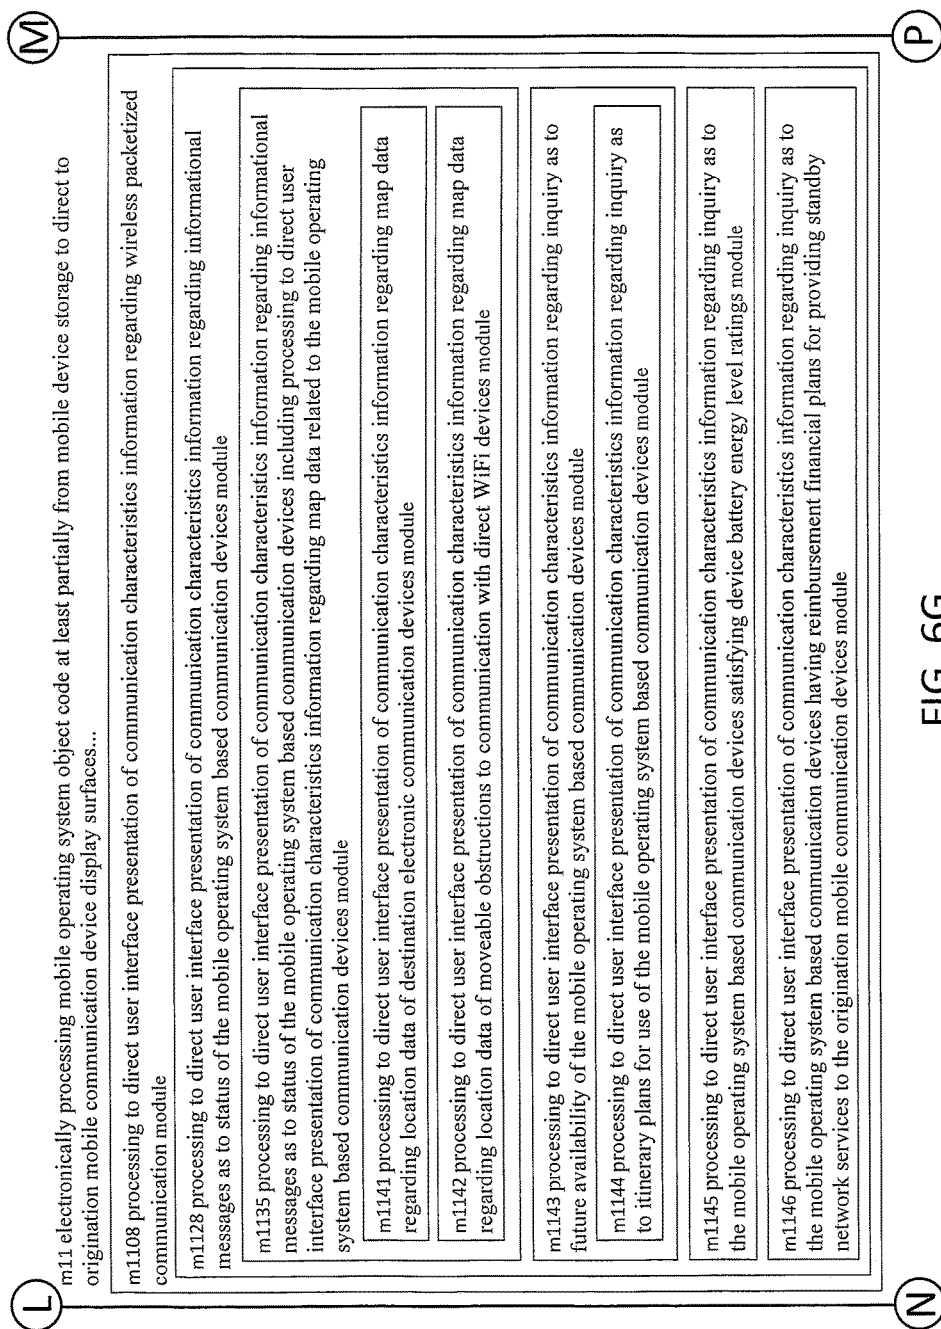 L
M
m11 electronically processing mobile operating system object code at least partially from mobile device storage to direct to
origination mobile communication device display surfaces...
m1108 processing to direct user interface presentation of communication characteristics information regarding wireless packetized
communication module
m1128 processing to direct user interface presentation of communication characteristics information regarding informational
messages as to status of the mobile operating system based communication devices module
m1135 processing to direct user interface presentation of communication characteristics information regarding informational
messages as to status of the mobile operating system based communication devices including processing to direct user
interface presentation of communication characteristics information regarding map data related to the mobile operating
system based communication devices module
m1141 processing to direct user interface presentation of communication characteristics information regarding map data
regarding location data of destination electronic communication devices module
m1142 processing to direct user interface presentation of communication characteristics information regarding map data
regarding location data of moveable obstructions to communication with direct WiFi devices module
m1143 processing to direct user interface presentation of communication characteristics information regarding inquiry as to
future availability of the mobile operating system based communication devices module
m1144 processing to direct user interface presentation of communication characteristics information regarding inquiry as
to itinerary plans for use of the mobile operating system based communication devices module
m1145 processing to direct user interface presentation of communication characteristics information regarding inquiry as to
the mobile operating system based communication devices satisfying device battery energy level ratings module
m1146 processing to direct user interface presentation of communication characteristics information regarding inquiry as to
the mobile operating system based communication devices having reimbursement financial plans for providing standby
network services to the origination mobile communication devices module
N
P
FIG. 6G